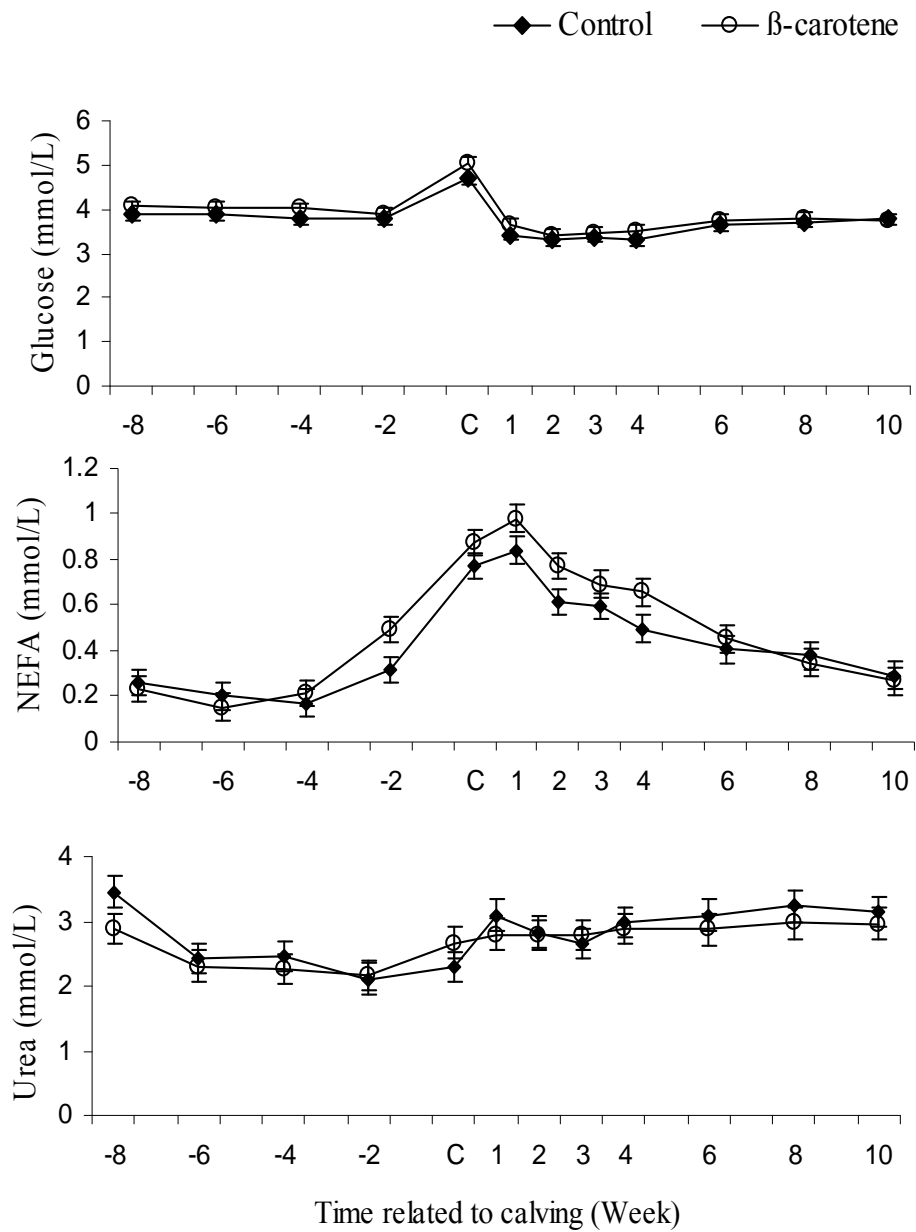 Control ß-carotene
Glucose (mmol/L)
6
5
4
3
2
1
0
-8 -6 -4 -2 C 1 2 3 4 6 8 10
NEFA (mmol/L)
1.2
1
0.8
0.6
0.4
0.2
0
-8 -6 -4 -2 C 1 2 3 4 6 8 10
Urea (mmol/L)
4
3
2
1
0
-8 -6 -4 -2 C 1 2 3 4 6 8 10
Time related to calving (Week)